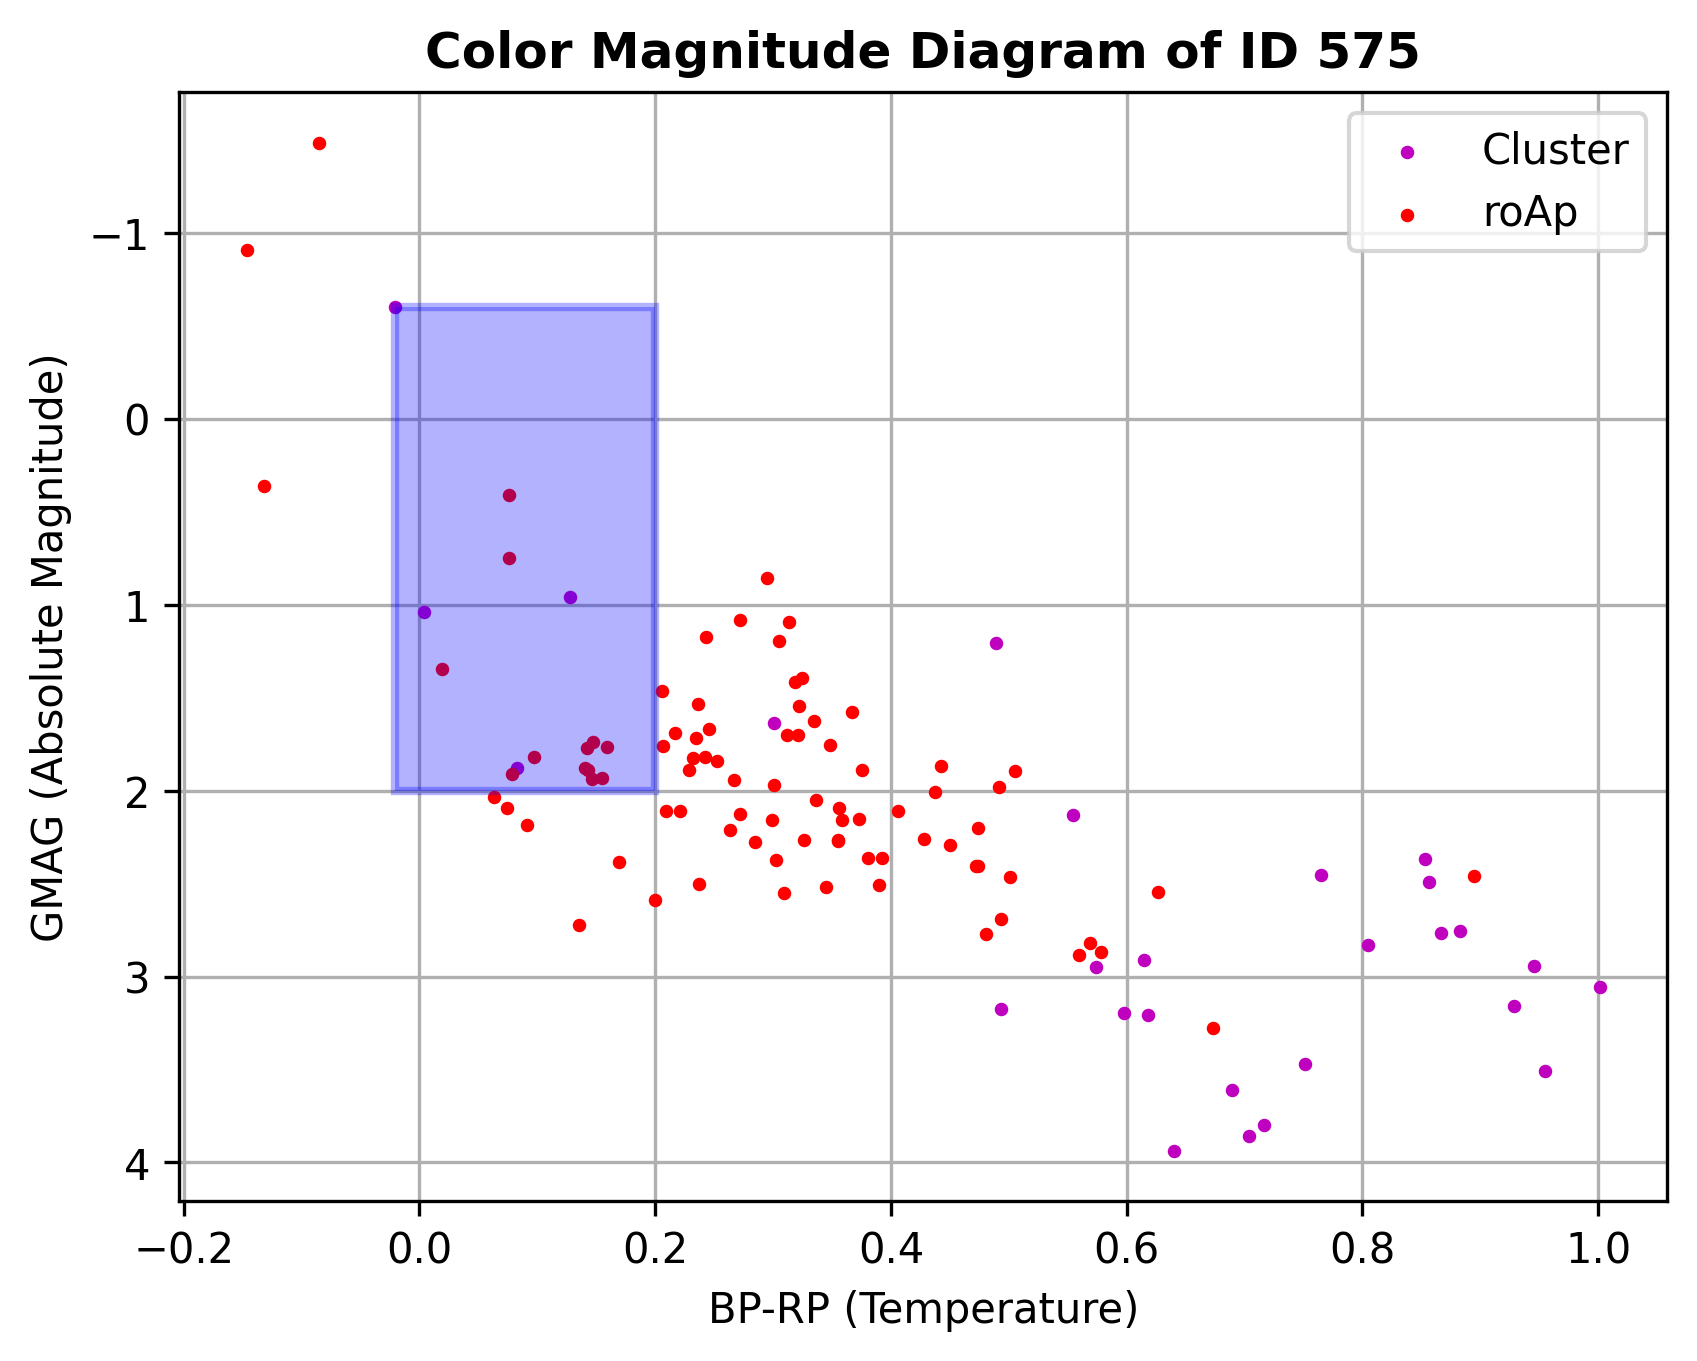 Color Magnitude Diagram of ID 575
Cluster
roAp
GMAG (Absolute Magnitude)
−1
0
1
2
3
4
−0.2 0.0 0.2 0.4 0.6 0.8 1.0
BP-RP (Temperature)